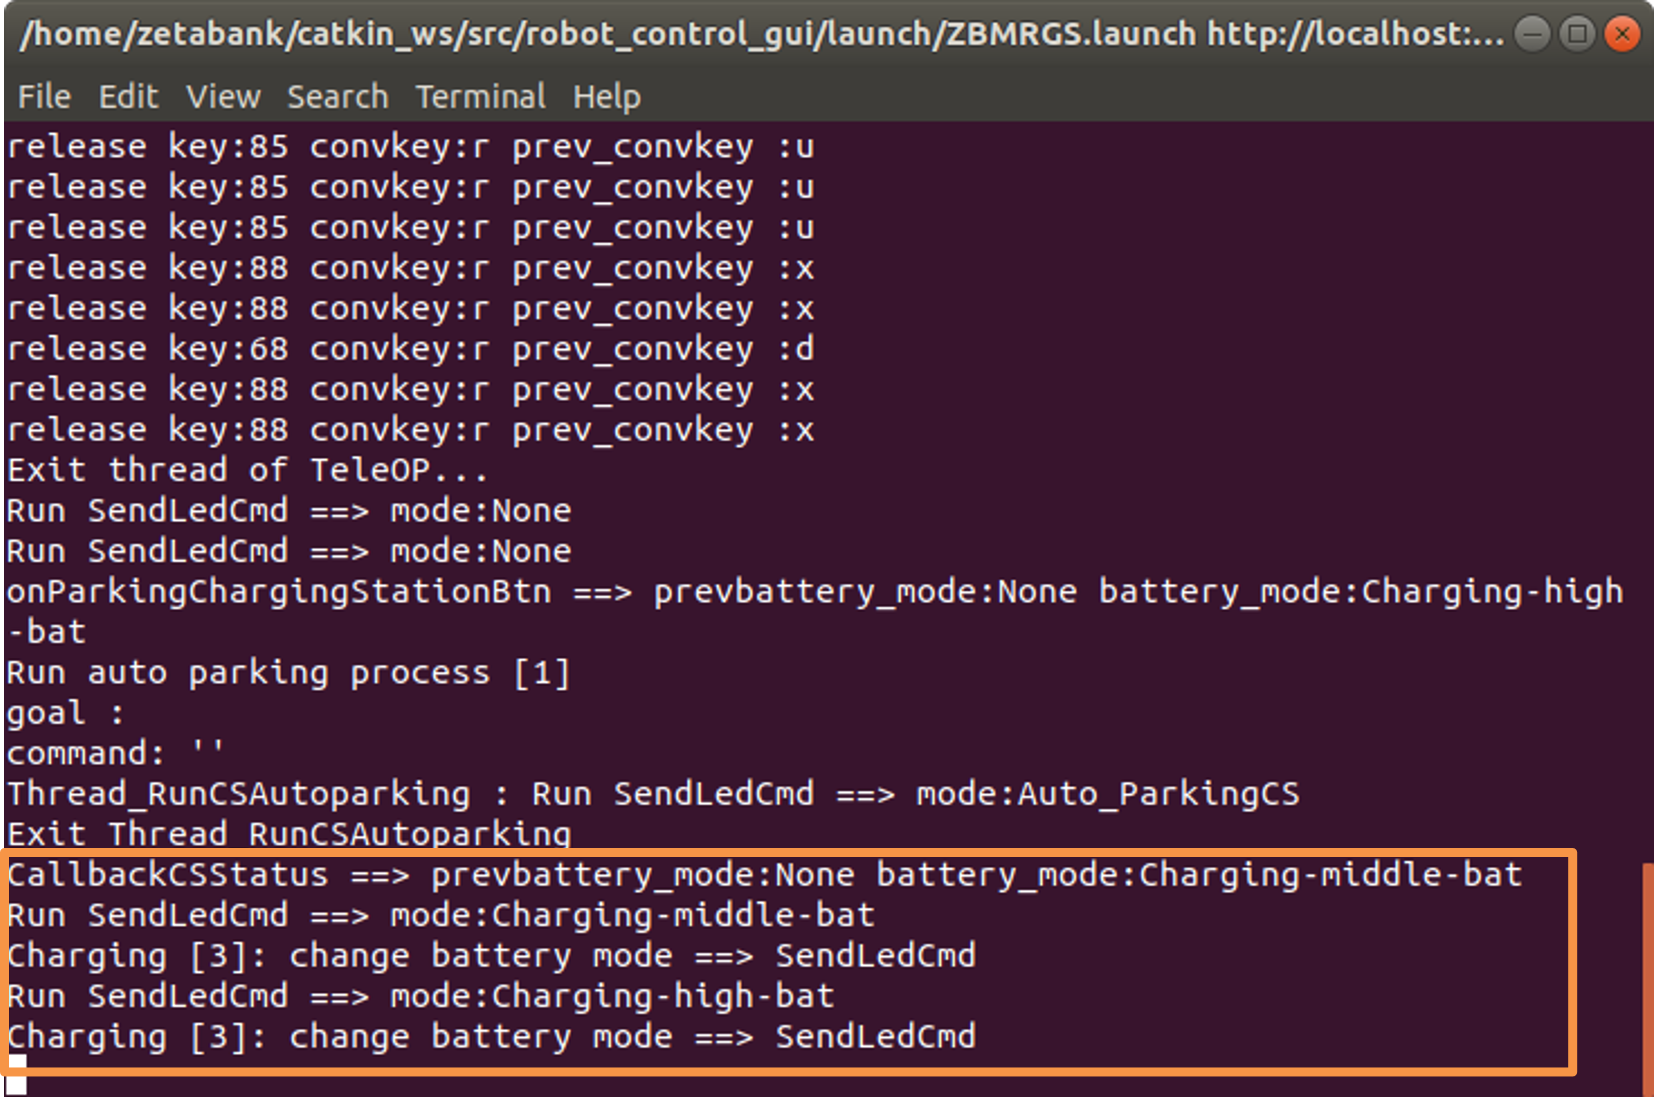 /home/zetabank/catkin_ws/src/robot_control_gui/launch/ZBMRGS.launch http://localhost:...
File Edit View Search Terminal Help
release key:85 convkey:r prev_convkey :u
release key:85 convkey:r prev_convkey :u
release key:85 convkey:r prev_convkey :u
release key:88 convkey:r prev_convkey :x
release key:88 convkey:r prev_convkey :x
release key:68 convkey:r prev_convkey :d
release key:88 convkey:r prev_convkey :x
release key:88 convkey:r prev_convkey :x
Exit thread of TeleOP...
Run SendLedCmd ==> mode:None
Run SendLedCmd ==> mode:None
onParkingChargingStationBtn ==> prevbattery_mode:None battery_mode:Charging-high
-bat
Run auto parking process [1]
goal :
command: ''
Thread_RunCSAutoparking : Run SendLedCmd ==> mode:Auto_ParkingCS
Exit Thread RunCSAutoparking
CallbackCSStatus ==> prevbattery_mode:None battery_mode:Charging-middle-bat
Run SendLedCmd ==> mode:Charging-middle-bat
Charging [3]: change battery mode ==> SendLedCmd
Run SendLedCmd ==> mode:Charging-high-bat
Charging [3]: change battery mode ==> SendLedCmd